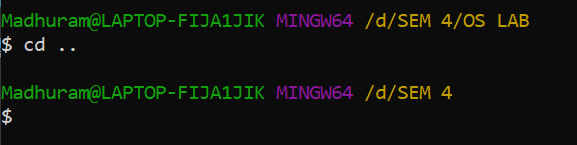 Madhuram@LAPTOP-FIJA1JIK MINGW64 /d/SEM 4/OS LAB
$ cd ..
Madhuram@LAPTOP-FIJA1JIK MINGW64 /d/SEM 4
$